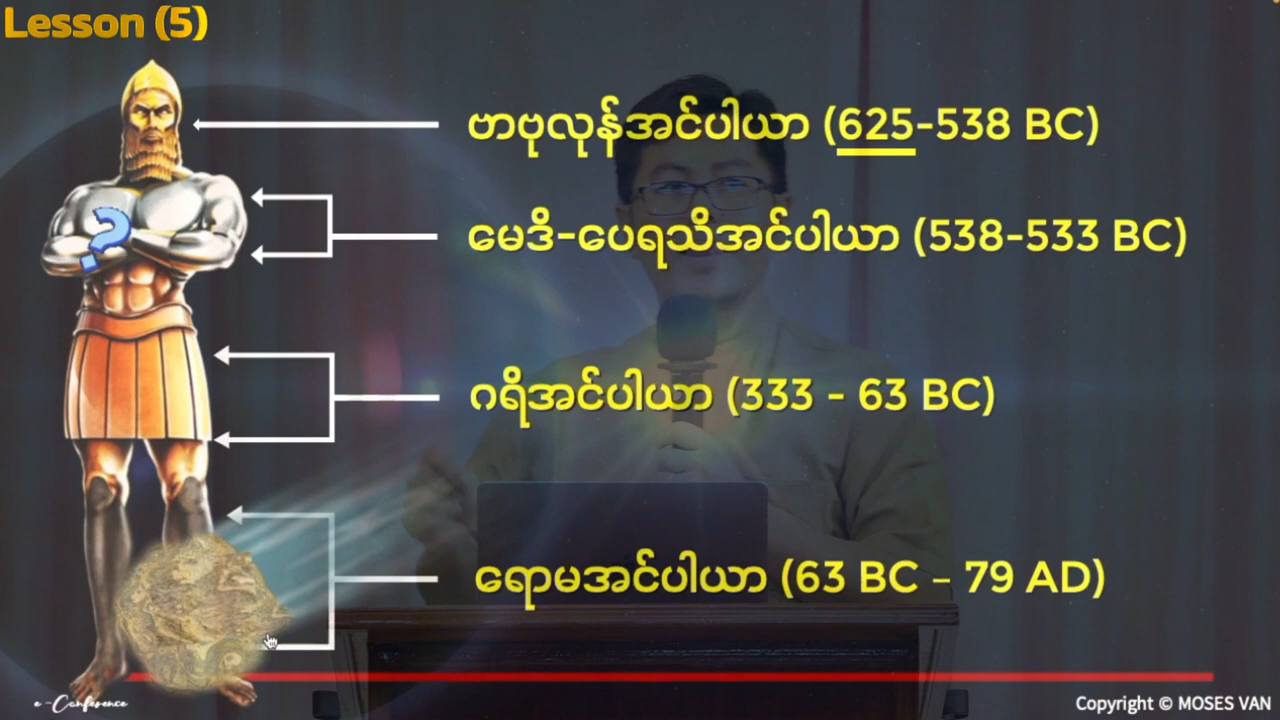 Lesson (5)
ဗာဗုလုန်အင်ပါယာ (625-538 BC)
မေဒိ-ပေရသိအင်ပါယာ (538-533 BC)
ဂရိအင်ပါယာ (333 - 63 BC)
ရောမအင်ပါယာ (63 BC – 79 AD)
e-Conference
Copyright © MOSES VAN